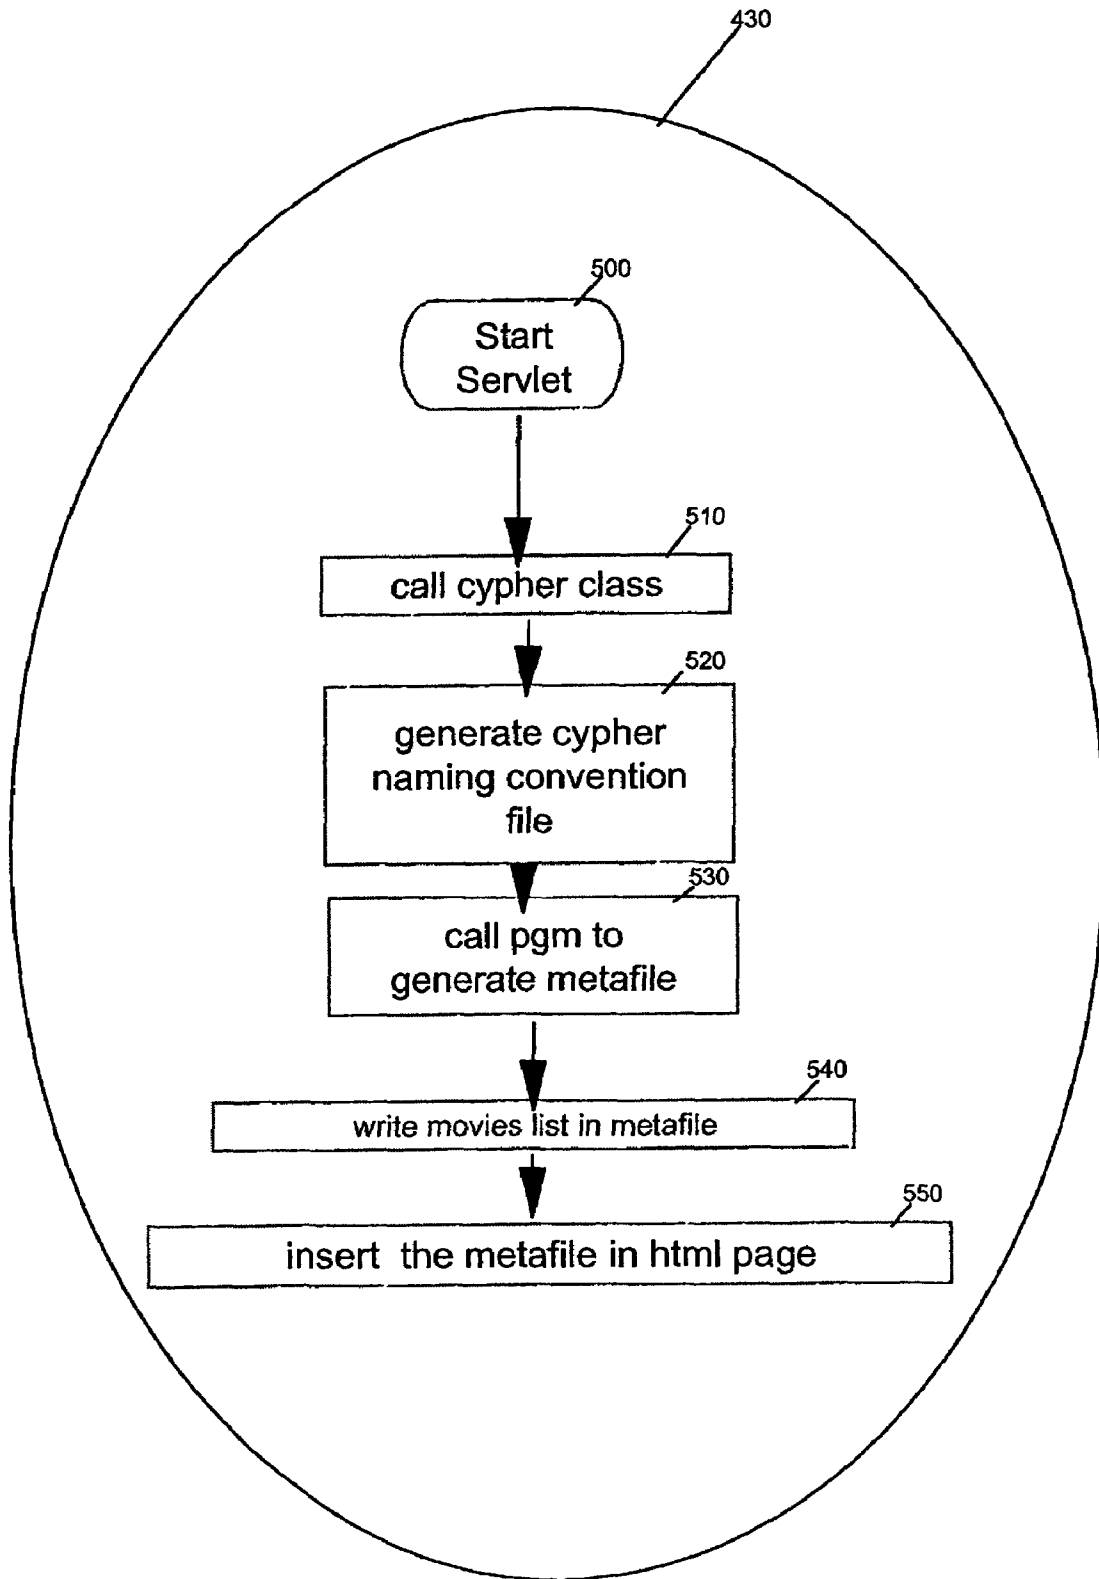 430
500
Start
Servlet
510
call cypher class
520
generate cypher
naming convention
file
530
call pgm to
generate metafile
540
write movies list in metafile
550
insert the metafile in html page